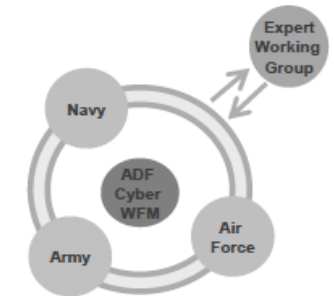 Expert
Working
Group
Navy
ADF
Cyber
WFM
Air
Force
Army